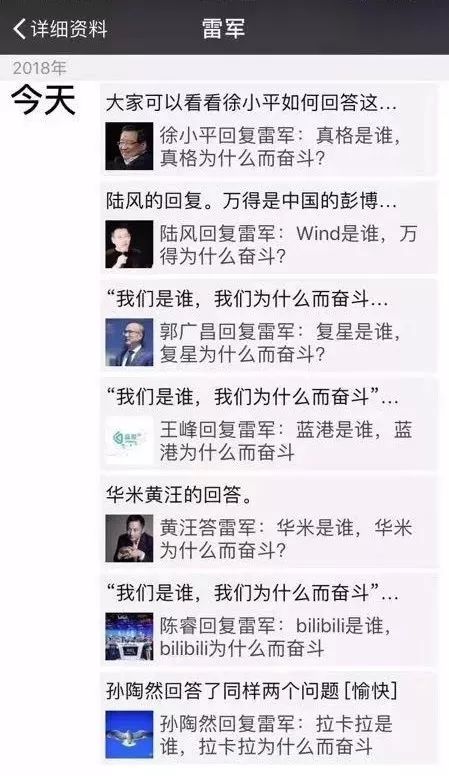 详细资料
雷军
2018年
今天
大家可以看看徐小平如何回答这...
徐小平回复雷军：真格是谁，
真格为什么而奋斗？
陆风的回复。万得是中国的彭博...
陆风回复雷军：Wind是谁，万
得为什么而奋斗？
“我们是谁，我们为什么而奋斗...
郭广昌回复雷军：复星是谁，
复星为什么而奋斗？
“我们是谁，我们为什么而奋斗”...
王峰回复雷军：蓝港是谁，蓝
港为什么而奋斗
华米黄汪的回答。
黄汪答雷军：华米是谁，华米
为什么而奋斗？
“我们是谁，我们为什么而奋斗”...
陈睿回复雷军：bilibili是谁，
bilibili为什么而奋斗
孙陶然回答了同样两个问题[愉快]
孙陶然回复雷军：拉卡拉是
谁，拉卡拉为什么而奋斗